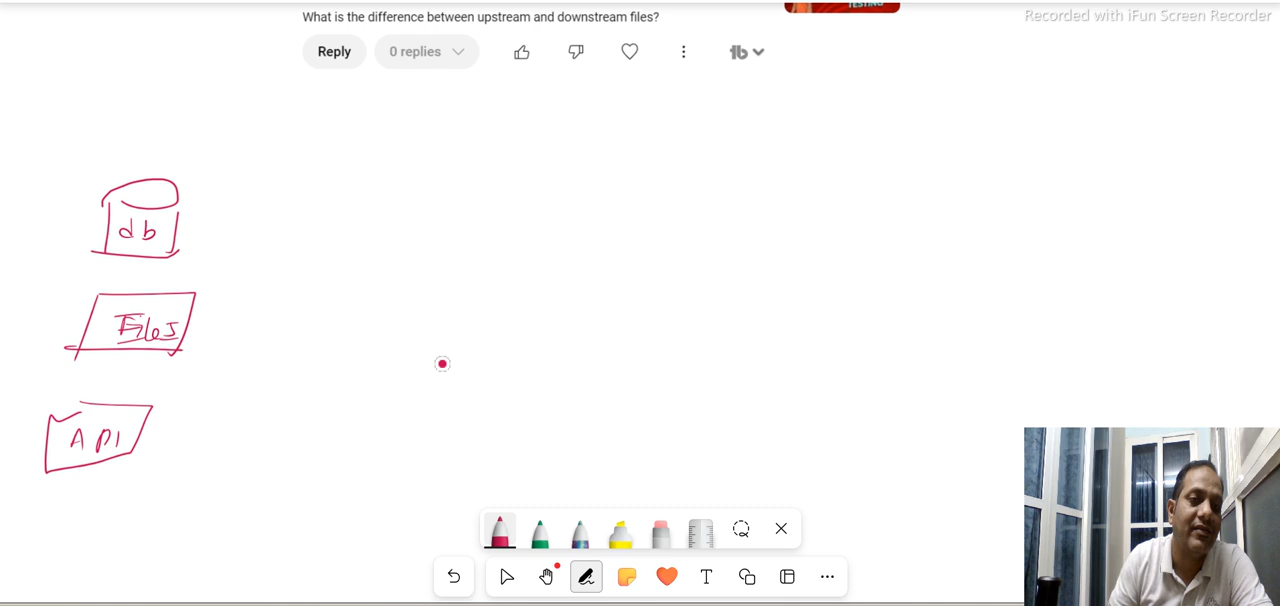 What is the difference between upstream and downstream files?
TESTING
Recorded with iFun Screen Recorder
Reply
0 replies
db
Files
API
T